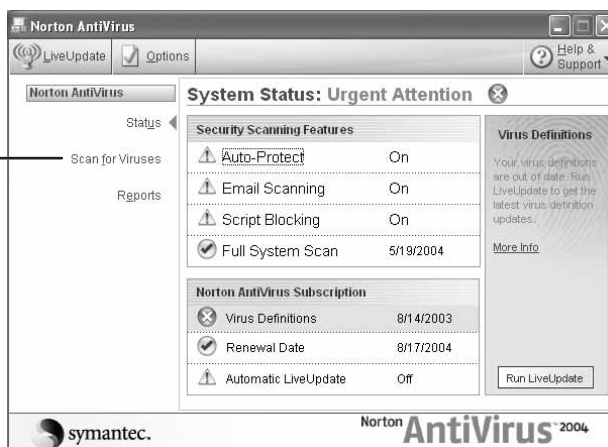 Norton AntiVirus
LiveUpdate
Options
Help & Support
Norton AntiVirus
Status
Scan for Viruses
Reports
System Status: Urgent Attention
Security Scanning Features
Auto-Protect On
Email Scanning On
Script Blocking On
Full System Scan 5/19/2004
Norton AntiVirus Subscription
Virus Definitions 8/14/2003
Renewal Date 8/17/2004
Automatic LiveUpdate Off
Virus Definitions
Your virus definitions
are out of date. Run
LiveUpdate to get the
latest virus definition
updates.
More Info
Run LiveUpdate
symantec.
Norton AntiVirus 2004